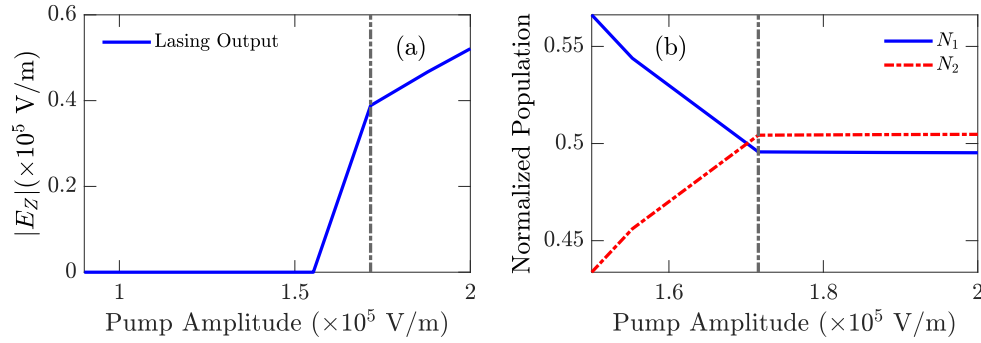 Lasing Output
(a)
|E_Z|(×10^5 V/m)
0.6
0.4
0.2
0
1
1.5
2
Pump Amplitude (×10^5 V/m)
(b)
N_1
N_2
Normalized Population
0.55
0.5
0.45
1.6
1.8
2
Pump Amplitude (×10^5 V/m)